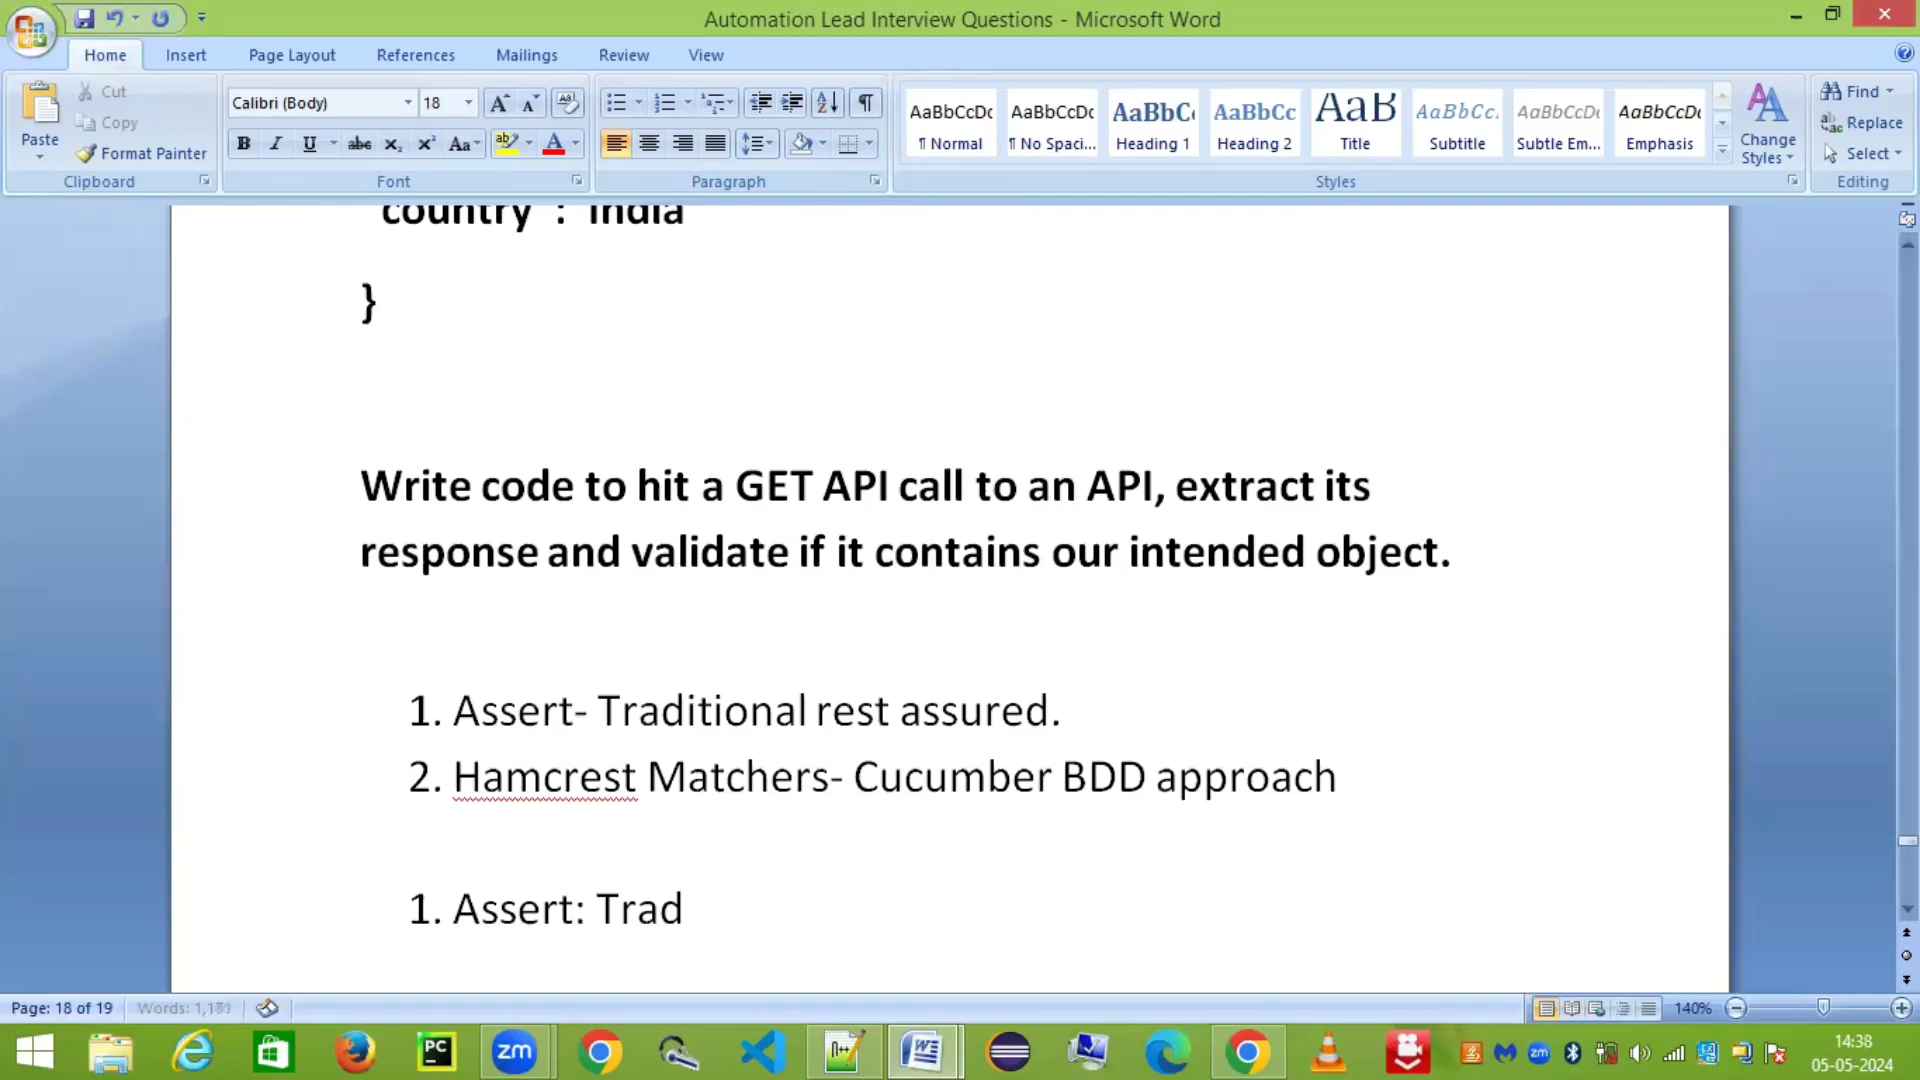 Automation Lead Interview Questions - Microsoft Word
Home Insert Page Layout References Mailings Review View
Paste
Cut
Copy
Format Painter
Clipboard
Calibri (Body) 18
Font
Paragraph
AaBbCcDc AaBbCcDc AaBbC AaBbCc AaB AaBbCc. AaBbCcDc AaBbCcDc
¶ Normal ¶ No Spaci... Heading 1 Heading 2 Title Subtitle Subtle Em... Emphasis
Change
Styles
Styles
Find
Replace
Select
Editing
country : India
}
Write code to hit a GET API call to an API, extract its
response and validate if it contains our intended object.
1. Assert- Traditional rest assured.
2. Hamcrest Matchers- Cucumber BDD approach
1. Assert: Trad
Page: 18 of 19
140%
14:38
05-05-2024